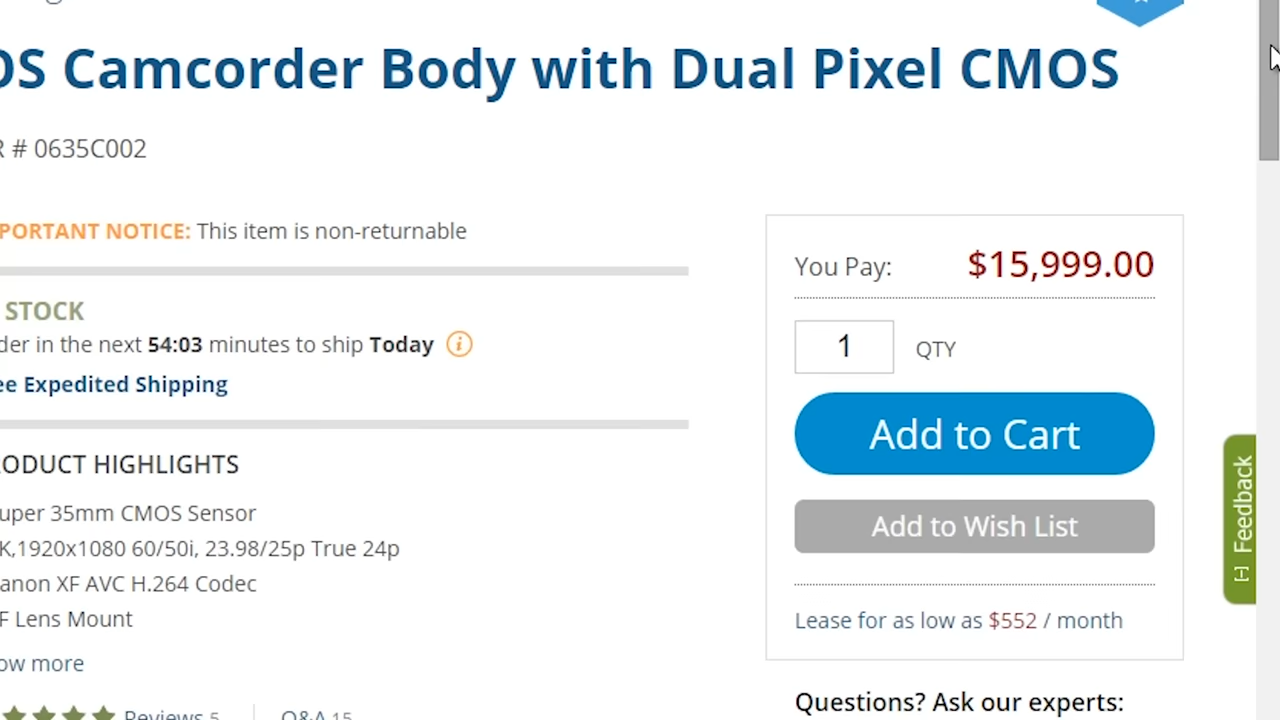 OS Camcorder Body with Dual Pixel CMOS
R # 0635C002
PORTANT NOTICE: This item is non-returnable
STOCK
der in the next 54:03 minutes to ship Today
ee Expedited Shipping
ODUCT HIGHLIGHTS
uper 35mm CMOS Sensor
K,1920x1080 60/50i, 23.98/25p True 24p
anon XF AVC H.264 Codec
F Lens Mount
ow more
Reviews 5
Q&A 15
You Pay: $15,999.00
1 QTY
Add to Cart
Add to Wish List
Lease for as low as $552 / month
Questions? Ask our experts:
[-] Feedback